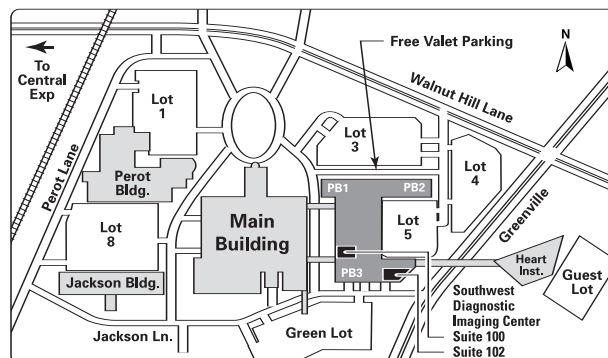 N
To
Central
Exp
Free Valet Parking
Walnut Hill Lane
Lot
1
Lot
3
Lot
4
Perot Lane
Perot
Bldg.
PB1
PB2
Main
Building
Lot
5
Greenville
Lot
8
PB3
Heart
Inst.
Guest
Lot
Jackson Bldg.
Southwest
Diagnostic
Imaging Center
Suite 100
Suite 102
Jackson Ln.
Green Lot